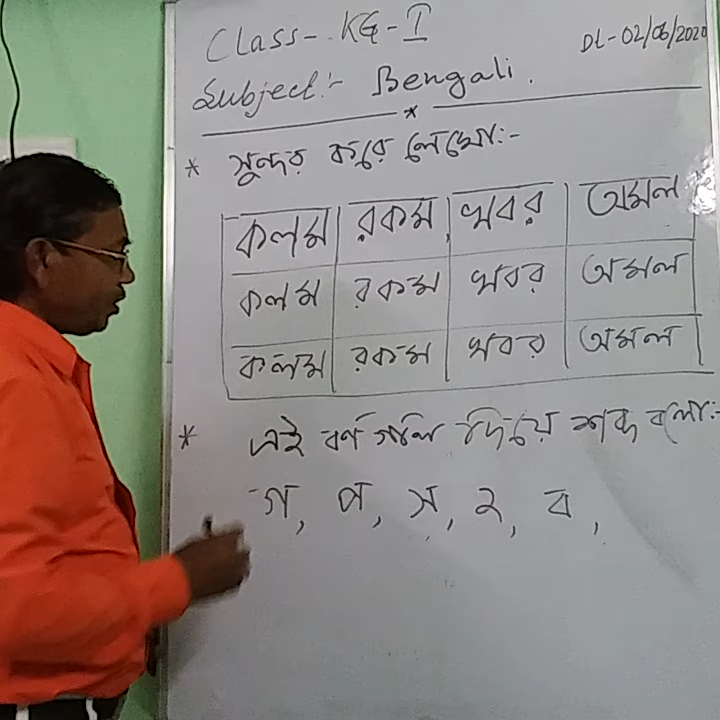 Class- KG-I
DL-02/06/2020
Subject:- Bengali.
* সুন্দর করে লেখো:-
কলম রকম খবর অমল
কলম রকম খবর অমল
কলম রকম খবর অমল
* এই বর্ণ গুলি দিয়ে শব্দ বলো:-
গ, প, স, হ, ব,